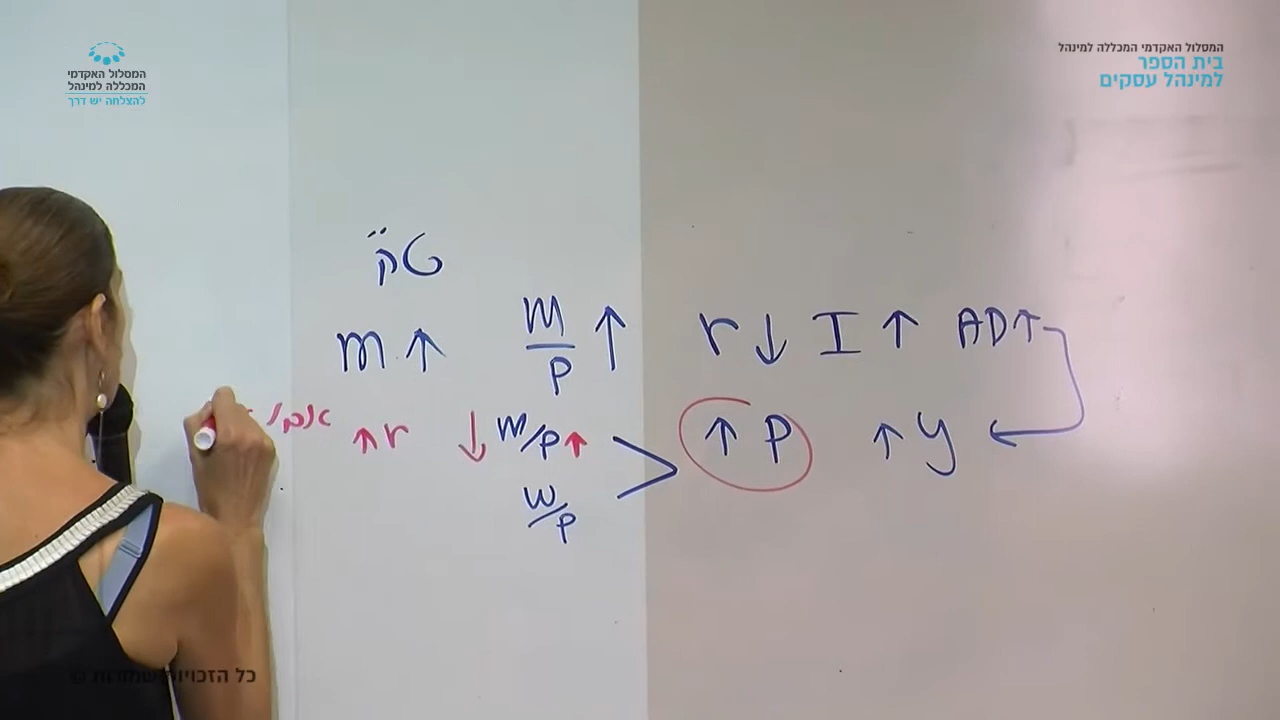 המסלול האקדמי המכללה למינהל
בית הספר
למינהל עסקים
המסלול האקדמי
המכללה למינהל
להצלחה יש דרך
טק"
m ↑ m/p ↑ r ↓ I ↑ AD↑
↑r ↓ m/p ↑ > ↑ P ↑ y ←
w/p
כל הזכויות שמורות ©